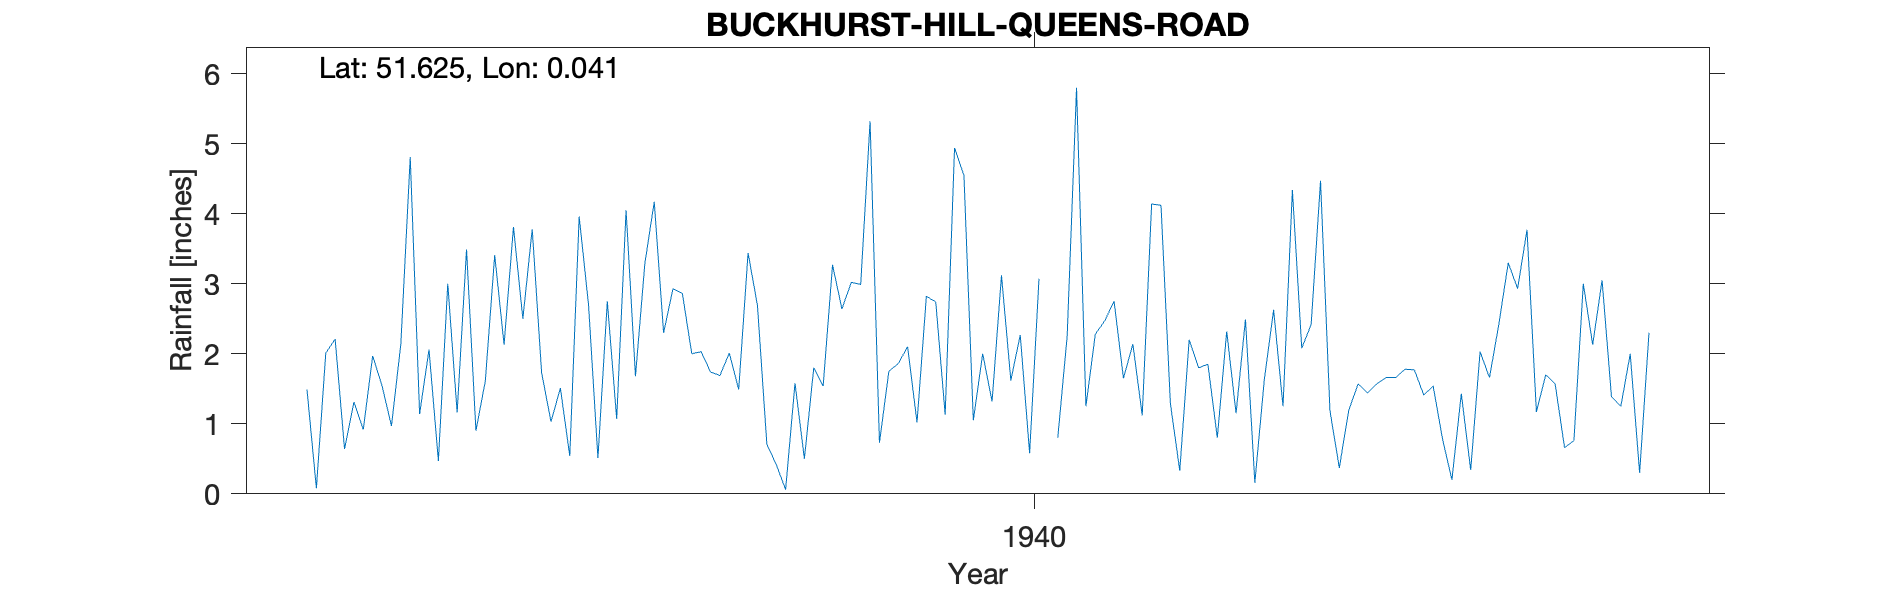 BUCKHURST-HILL-QUEENS-ROAD
Lat: 51.625, Lon: 0.041
6
5
4
3
2
1
0
Rainfall [inches]
1940
Year